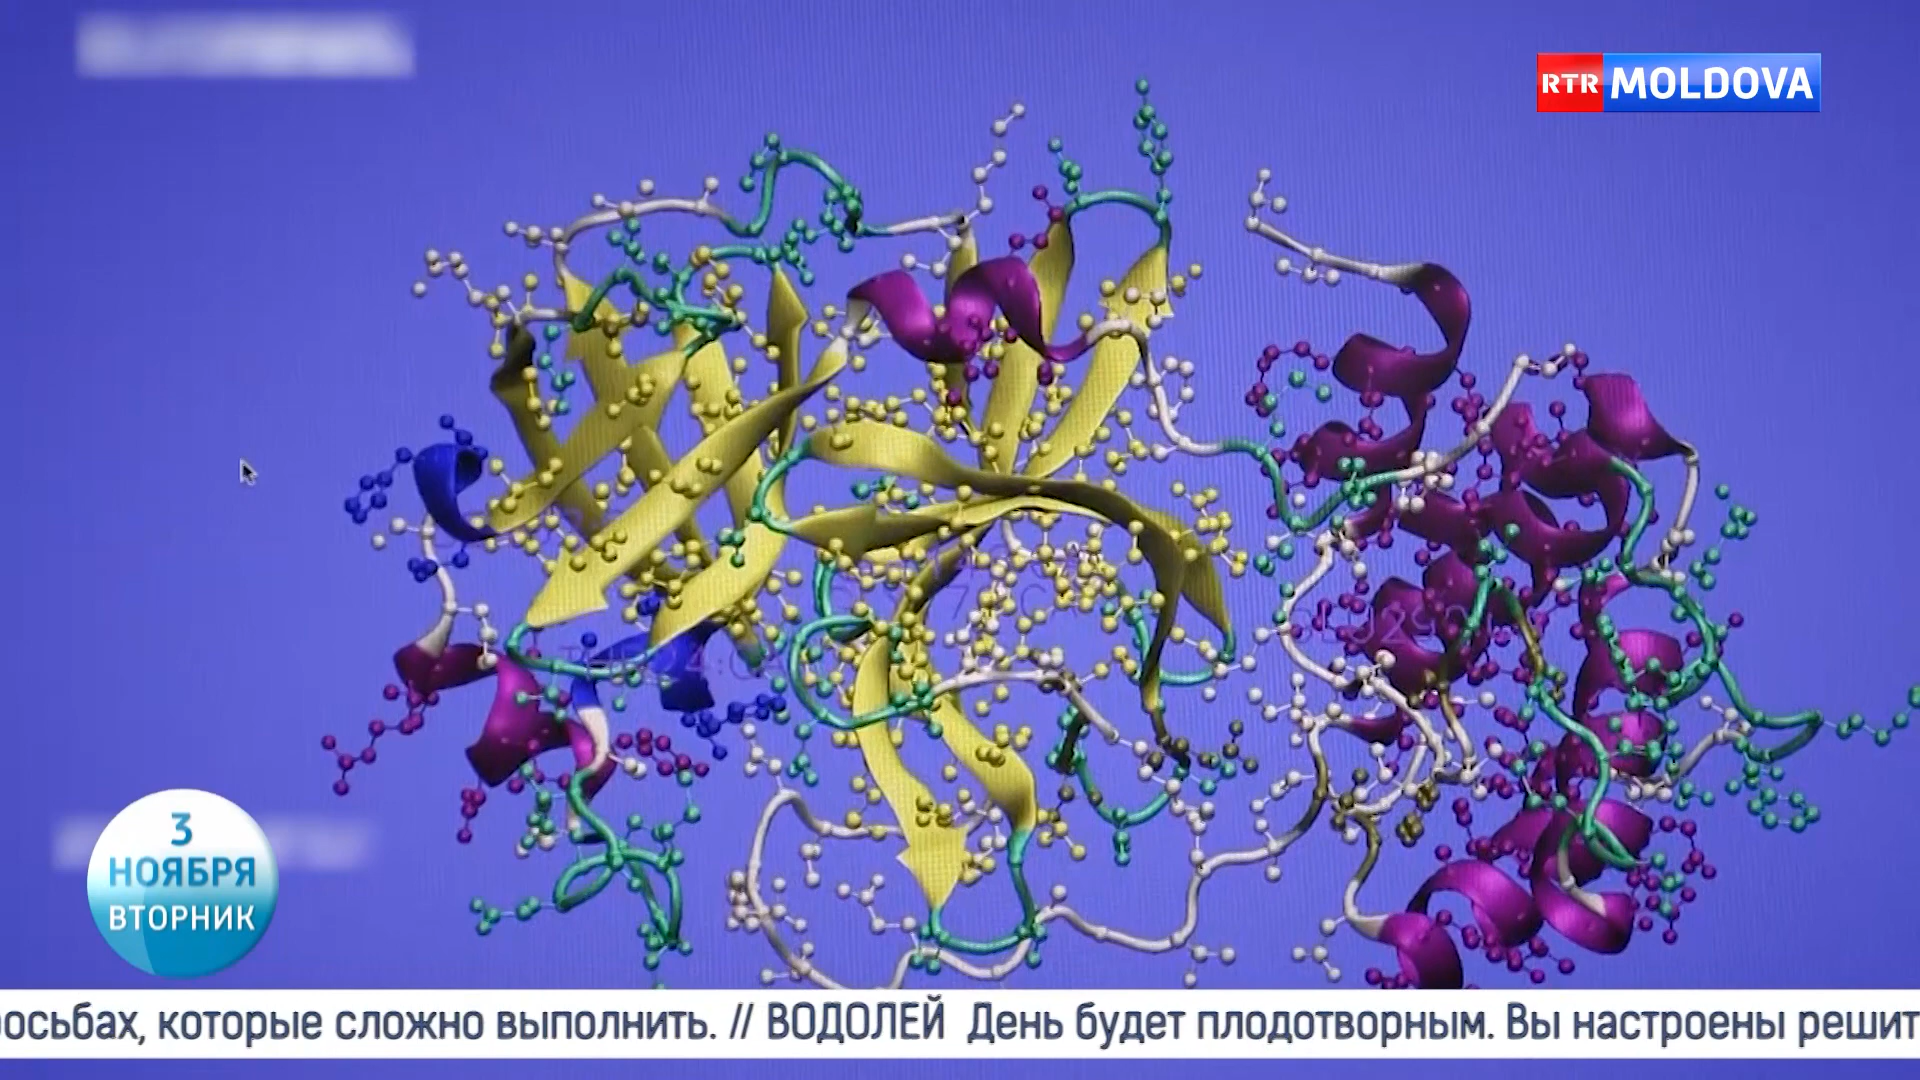 RTR MOLDOVA
3
НОЯБРЯ
ВТОРНИК
осьбах, которые сложно выполнить. // ВОДОЛЕЙ День будет плодотворным. Вы настроены решит